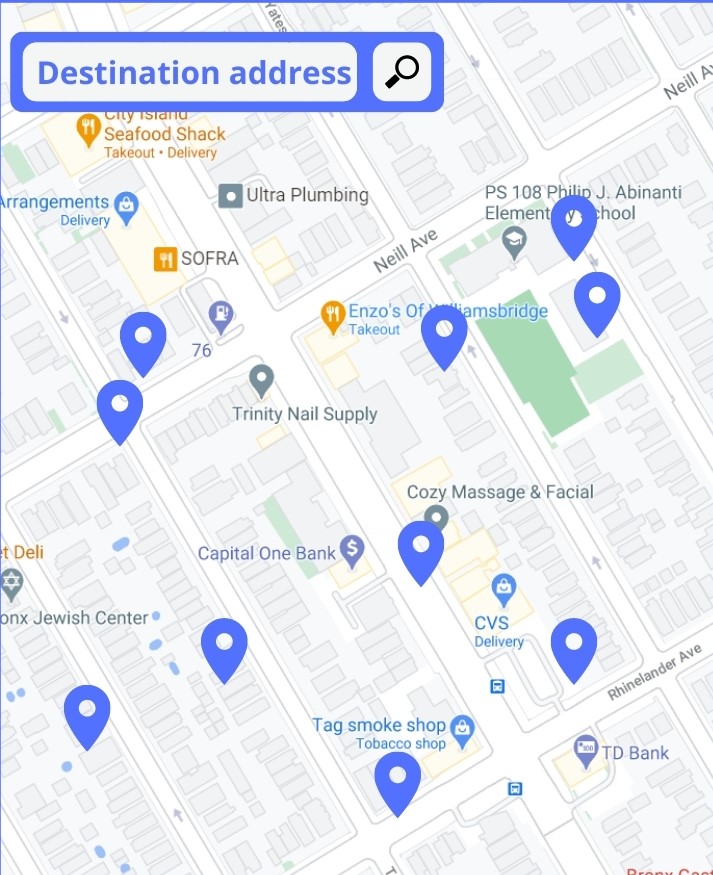 Yates
Destination address
Neill Av
City Island
Seafood Shack
Takeout • Delivery
Ultra Plumbing
PS 108 Philip J. Abinanti
Elementary School
Arrangements
Delivery
Neill Ave
SOFRA
Enzo's Of Williamsbridge
Takeout
76
Trinity Nail Supply
Cozy Massage & Facial
et Deli
Capital One Bank
onx Jewish Center
CVS
Delivery
Rhinelander Ave
Tag smoke shop
Tobacco shop
TD Bank